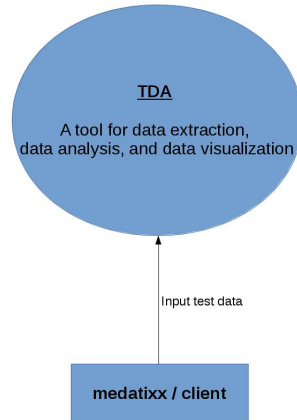 TDA
A tool for data extraction,
data analysis, and data visualization
Input test data
medatixx / client